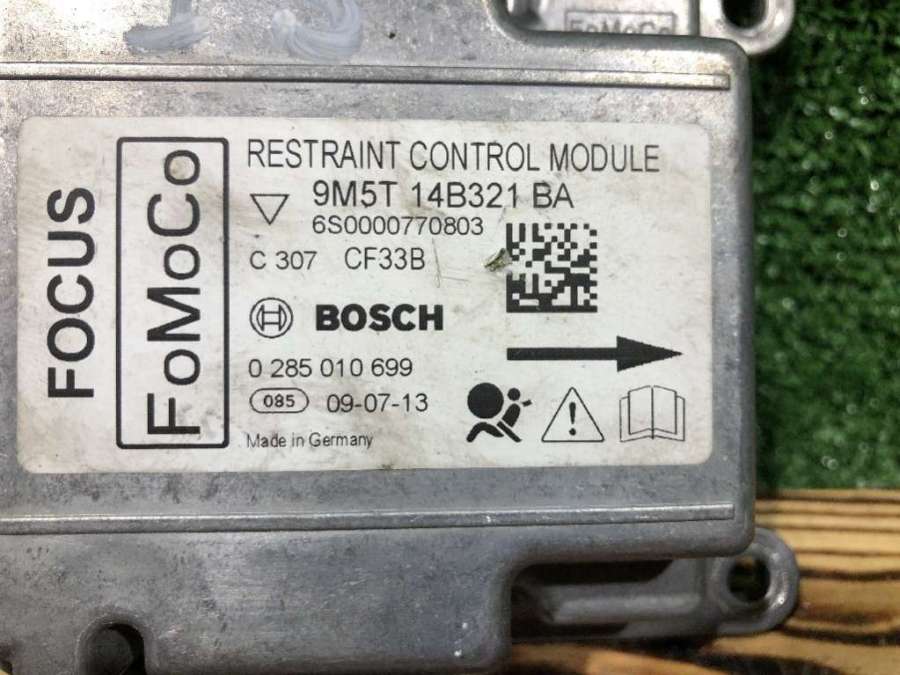 FoMoCo
FOCUS
FoMoCo
RESTRAINT CONTROL MODULE
9M5T 14B321 BA
6S0000770803
C 307 CF33B
BOSCH
0 285 010 699
085 09-07-13
Made in Germany